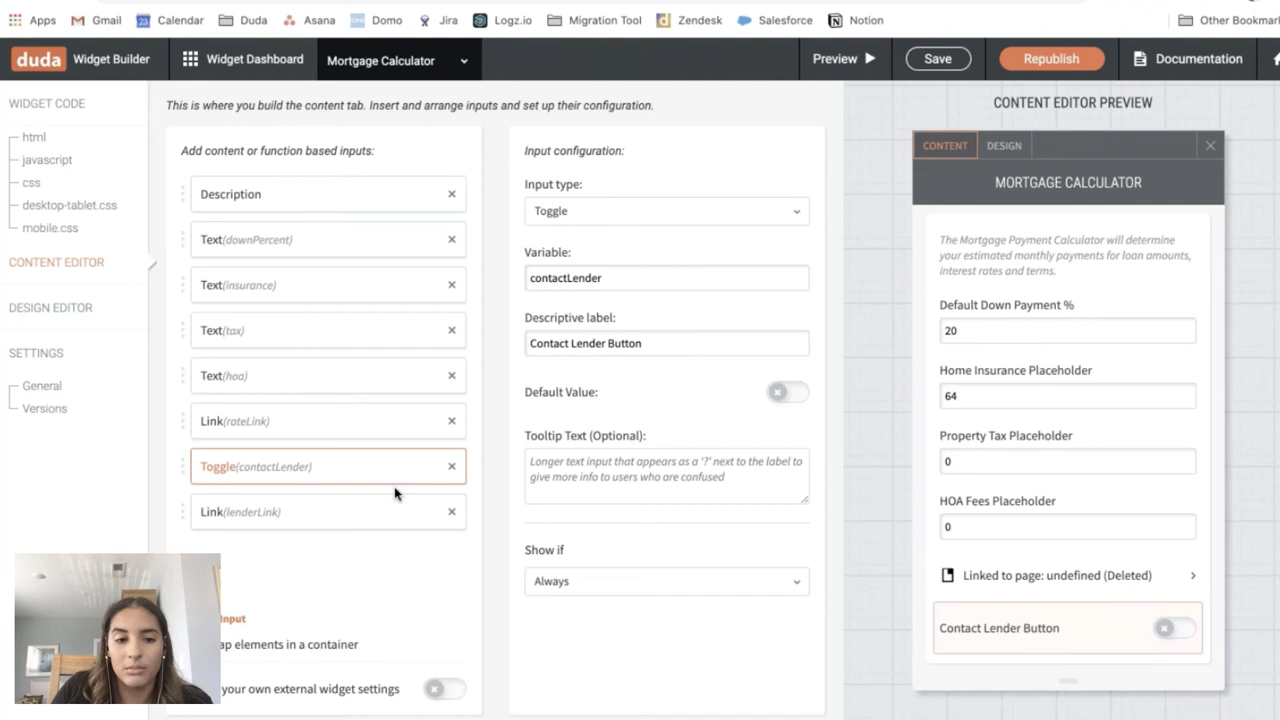 Apps Gmail Calendar Duda Asana Domo Jira Logz.io Migration Tool Zendesk Salesforce Notion Other Bookmar
duda Widget Builder Widget Dashboard Mortgage Calculator Preview Save Republish Documentation
WIDGET CODE
html
javascript
css
desktop-tablet.css
mobile.css
CONTENT EDITOR
DESIGN EDITOR
SETTINGS
General
Versions
This is where you build the content tab. Insert and arrange inputs and set up their configuration.
Add content or function based inputs:
Description
Text(downPercent)
Text(insurance)
Text(tax)
Text(hoa)
Link(rateLink)
Toggle(contactLender)
Link(lenderLink)
Input
ap elements in a container
your own external widget settings
Input configuration:
Input type:
Toggle
Variable:
contactLender
Descriptive label:
Contact Lender Button
Default Value:
Tooltip Text (Optional):
Longer text input that appears as a '?' next to the label to
give more info to users who are confused
Show if
Always
CONTENT EDITOR PREVIEW
CONTENT DESIGN
MORTGAGE CALCULATOR
The Mortgage Payment Calculator will determine
your estimated monthly payments for loan amounts,
interest rates and terms.
Default Down Payment %
20
Home Insurance Placeholder
64
Property Tax Placeholder
0
HOA Fees Placeholder
0
Linked to page: undefined (Deleted)
Contact Lender Button